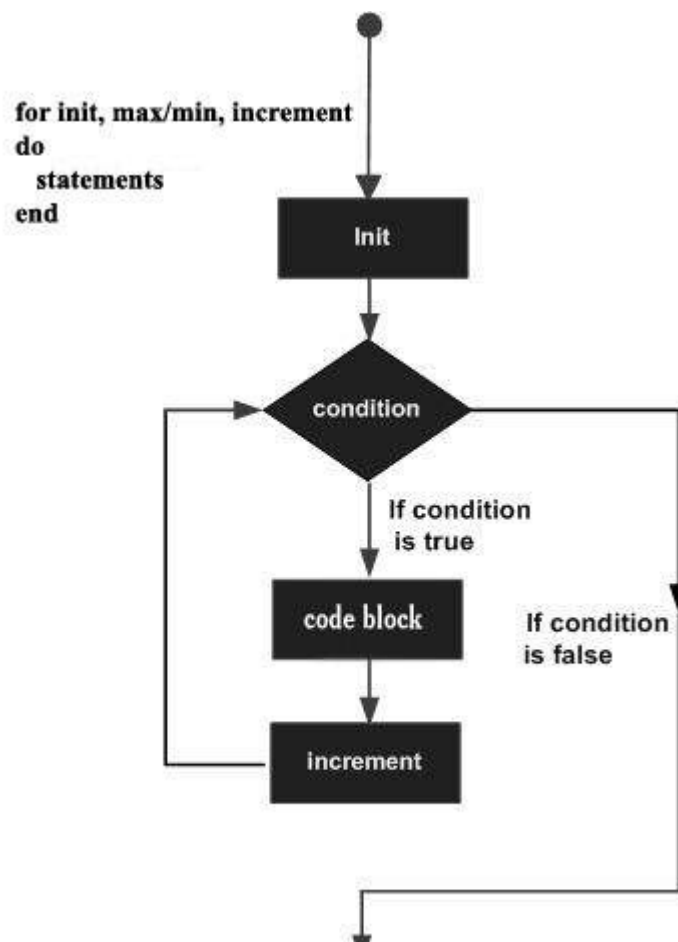 for init, max/min, increment
do
statements
end
Init
condition
If condition
is true
code block
If condition
is false
increment